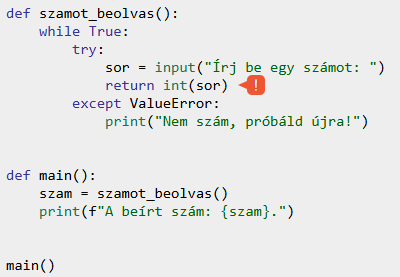 def szamot_beolvas():
    while True:
        try:
            sor = input("Írj be egy számot: ")
            return int(sor) !
        except ValueError:
            print("Nem szám, próbáld újra!")
def main():
    szam = szamot_beolvas()
    print(f"A beírt szám: {szam}.")
main()